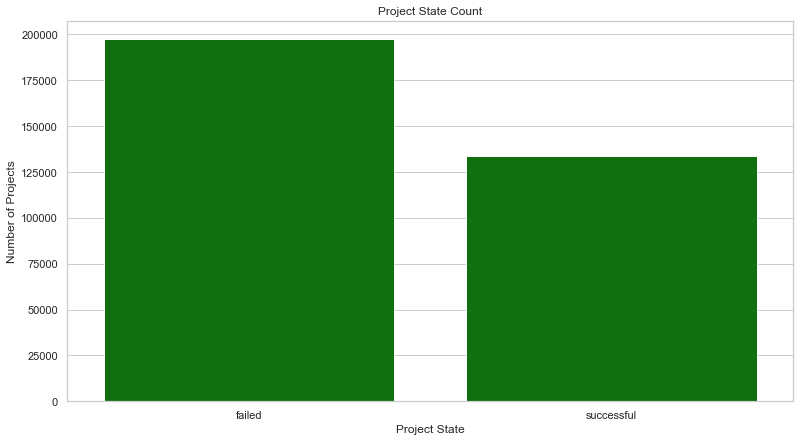 Project State Count
200000
175000
150000
125000
100000
75000
50000
25000
0
Number of Projects
failed
successful
Project State